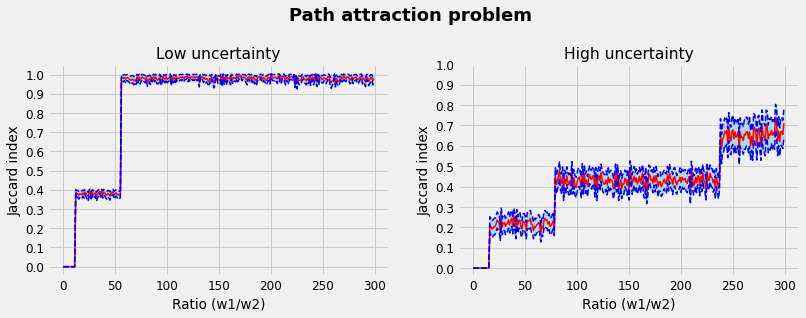 Path attraction problem
Low uncertainty
Jaccard index
1.0
0.9
0.8
0.7
0.6
0.5
0.4
0.3
0.2
0.1
0.0
0 50 100 150 200 250 300
Ratio (w1/w2)
High uncertainty
Jaccard index
1.0
0.9
0.8
0.7
0.6
0.5
0.4
0.3
0.2
0.1
0.0
0 50 100 150 200 250 300
Ratio (w1/w2)